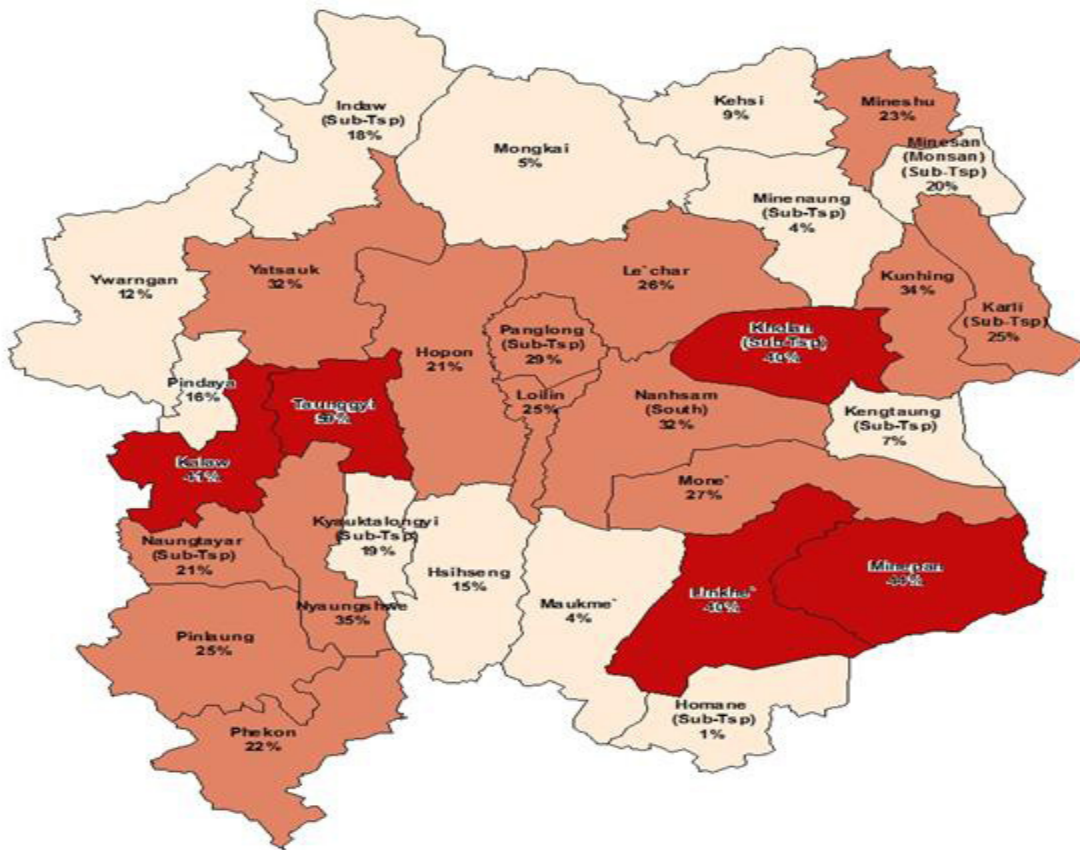 Indaw
(Sub-Tsp)
18%
Mongkai
5%
Kehsi
9%
Mineshu
23%
Minesan
(Monsan)
(Sub-Tsp)
20%
Minenaung
(Sub-Tsp)
4%
Ywarngan
12%
Yatsauk
32%
Le`char
26%
Kunhing
34%
Karli
(Sub-Tsp)
25%
Panglong
(Sub-Tsp)
29%
Kholan
(Sub-Tsp)
40%
Hopon
21%
Pindaya
16%
Taunggyi
Loilin
25%
Nanhsam
(South)
32%
Kengtaung
(Sub-Tsp)
7%
Kalaw
41%
Mone`
27%
Naungtayar
(Sub-Tsp)
21%
Kyauktalongyi
(Sub-Tsp)
19%
Hsihseng
15%
Maukme`
4%
Linkhe`
40%
Minepan
44%
Nyaungshwe
35%
Pinlaung
25%
Phekon
22%
Homane
(Sub-Tsp)
1%